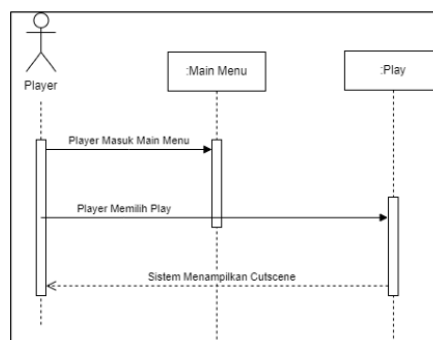 :Main Menu
:Play
Player
Player Masuk Main Menu
Player Memilih Play
Sistem Menampilkan Cutscene